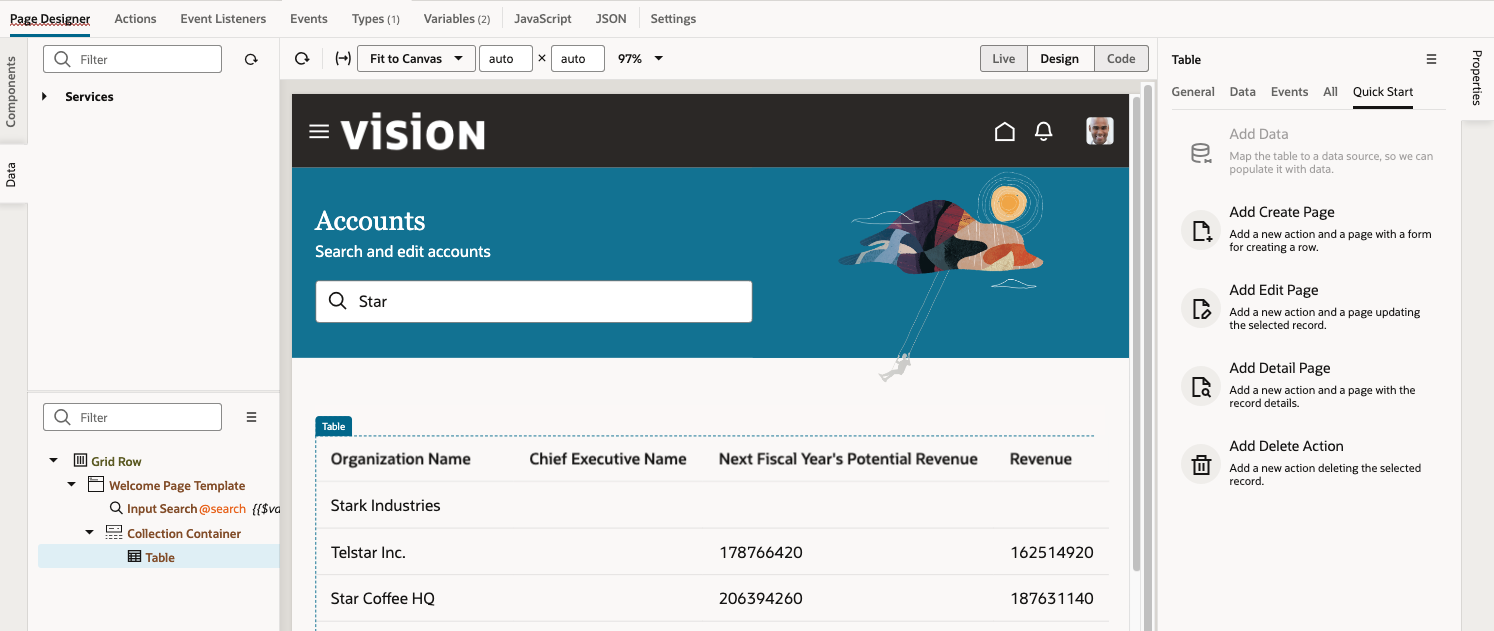 Page Designer Actions Event Listeners Events Types (1) Variables (2) JavaScript JSON Settings
Components
Data
Filter
Services
Filter
Grid Row
Welcome Page Template
Input Search @search {{$va
Collection Container
Table
Fit to Canvas auto × auto 97% Live Design Code
vision
Accounts
Search and edit accounts
Star
Table
Organization Name Chief Executive Name Next Fiscal Year's Potential Revenue Revenue
Stark Industries
Telstar Inc. 178766420 162514920
Star Coffee HQ 206394260 187631140
Table
General Data Events All Quick Start
Add Data
Map the table to a data source, so we can
populate it with data.
Add Create Page
Add a new action and a page with a form
for creating a row.
Add Edit Page
Add a new action and a page updating
the selected record.
Add Detail Page
Add a new action and a page with the
record details.
Add Delete Action
Add a new action deleting the selected
record.
Properties